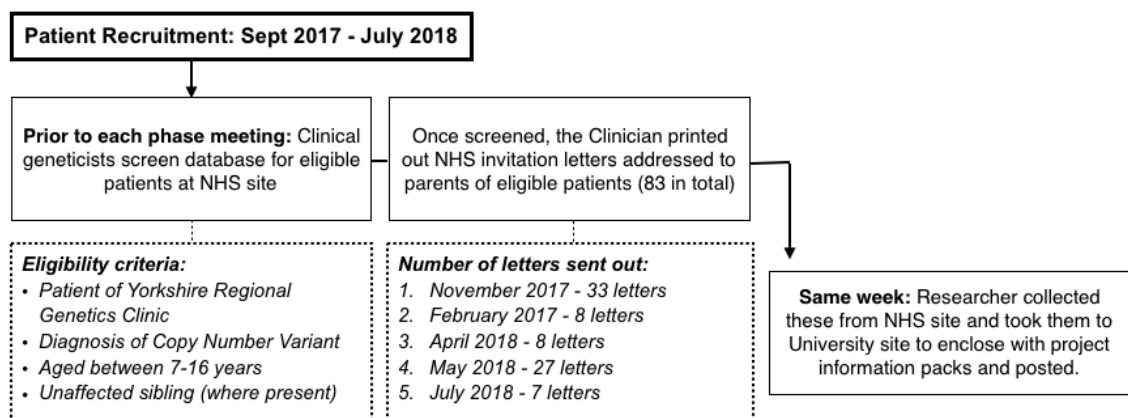 Patient Recruitment: Sept 2017 - July 2018
Prior to each phase meeting: Clinical
geneticists screen database for eligible
patients at NHS site
Once screened, the Clinician printed
out NHS invitation letters addressed to
parents of eligible patients (83 in total)
Eligibility criteria:
• Patient of Yorkshire Regional
Genetics Clinic
• Diagnosis of Copy Number Variant
• Aged between 7-16 years
• Unaffected sibling (where present)
Number of letters sent out:
1. November 2017 - 33 letters
2. February 2017 - 8 letters
3. April 2018 - 8 letters
4. May 2018 - 27 letters
5. July 2018 - 7 letters
Same week: Researcher collected
these from NHS site and took them to
University site to enclose with project
information packs and posted.